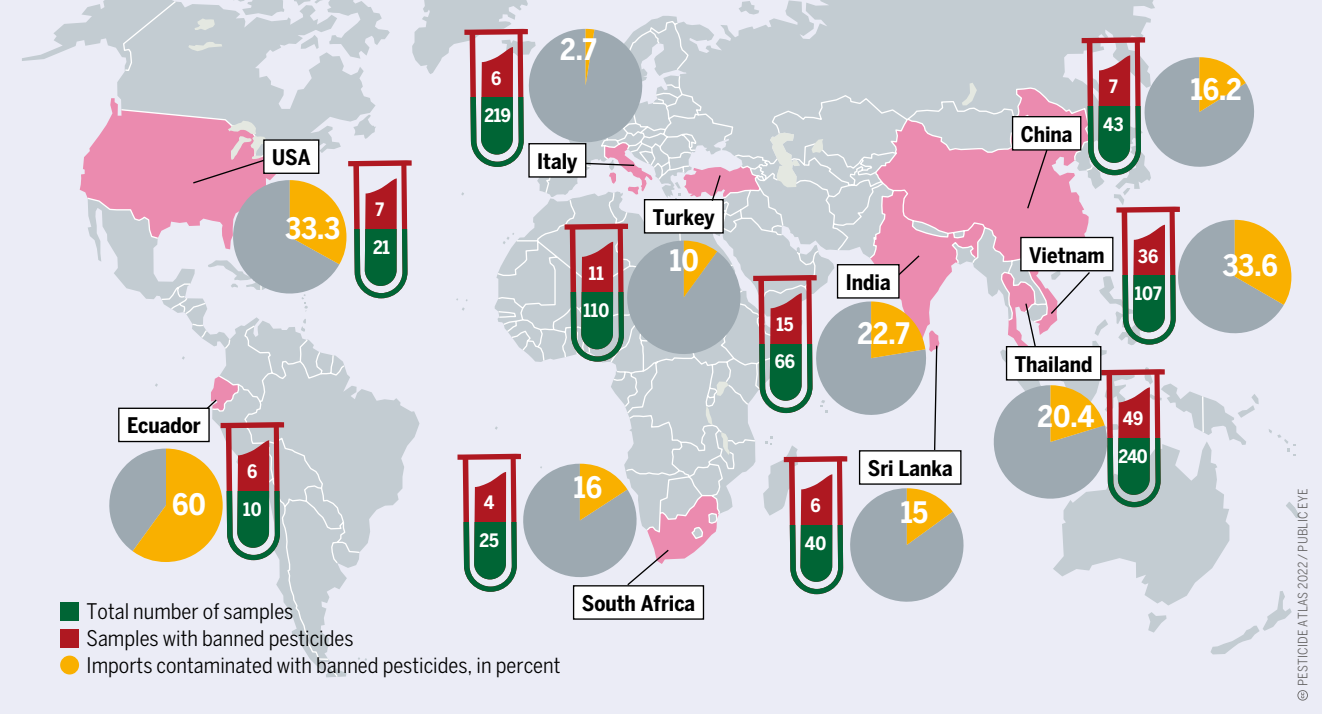 2.7
6
219
Italy
7
43
16.2
China
USA
33.3
7
21
Turkey
10
11
110
India
22.7
15
66
Vietnam
36
107
33.6
Thailand
20.4
49
240
Ecuador
60
6
10
4
25
16
South Africa
Sri Lanka
6
40
15
Total number of samples
Samples with banned pesticides
Imports contaminated with banned pesticides, in percent
© PESTICIDE ATLAS 2022 / PUBLIC EYE